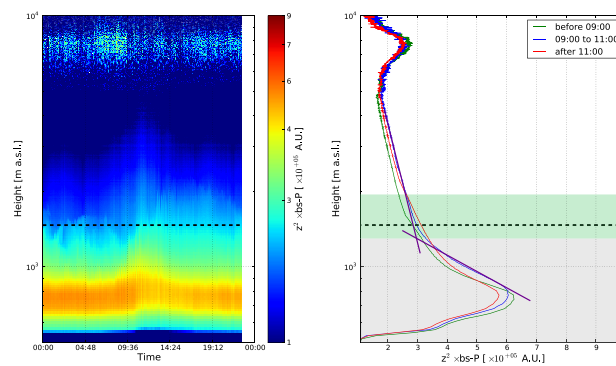 10⁴
10³
Height [m a.s.l.]
00:00 04:48 09:36 14:24 19:12 00:00
Time
9
7
6
4
3
1
z² ×bs-P [ ×10⁺⁰⁵ A.U.]
10⁴
10³
Height [m a.s.l.]
before 09:00
09:00 to 11:00
after 11:00
2 3 4 5 6 7 8 9
z² ×bs-P [ ×10⁺⁰⁵ A.U.]